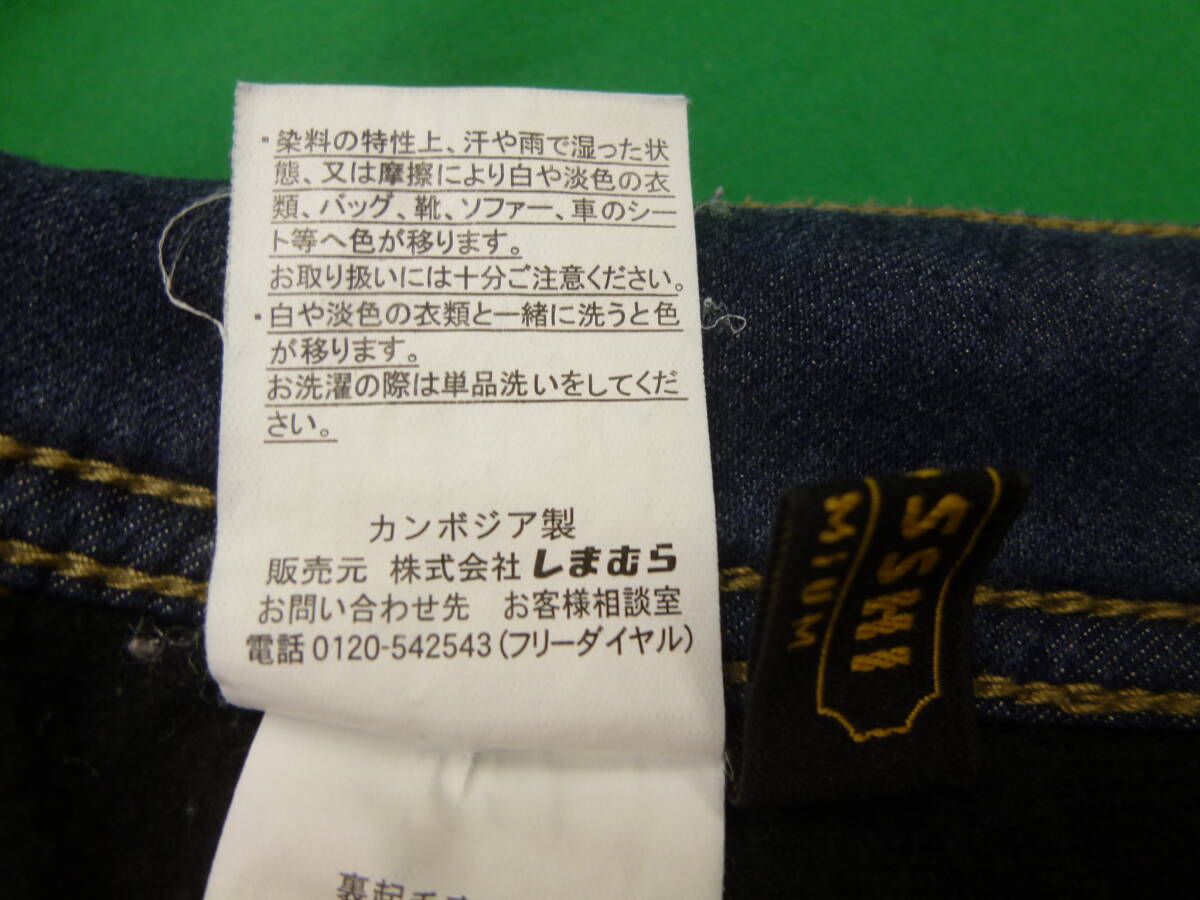 ・染料の特性上、汗や雨で湿った状
態、又は摩擦により白や淡色の衣
類、バッグ、靴、ソファー、車のシー
ト等へ色が移ります。
お取り扱いには十分ご注意ください。
・白や淡色の衣類と一緒に洗うと色
が移ります。
お洗濯の際は単品洗いをしてくだ
さい。
カンボジア製
販売元 株式会社 しまむら
お問い合わせ先 お客様相談室
電話 0120-542543(フリーダイヤル)
裏起毛
SSMI
MIUM